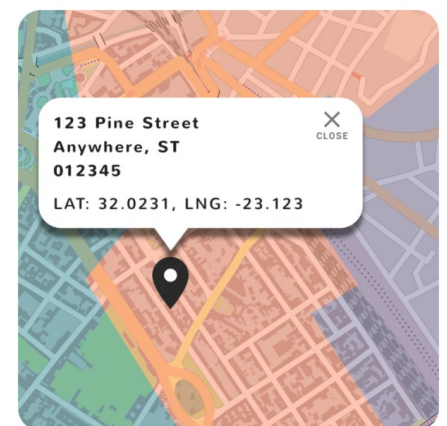 123 Pine Street
CLOSE
Anywhere, ST
012345
LAT: 32.0231, LNG: -23.123